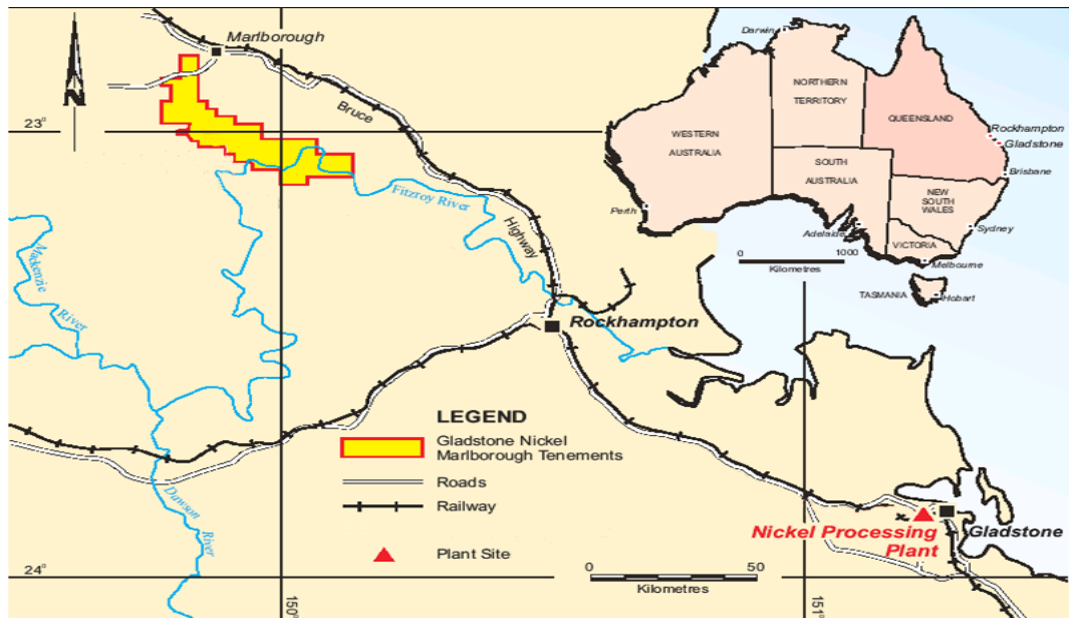 Marlborough
N
23°
Bruce
Fitzroy River
Highway
Mackenzie
River
Rockhampton
Dawson
River
LEGEND
Gladstone Nickel
Marlborough Tenements
Roads
Railway
Plant Site
Nickel Processing
Plant
Gladstone
24°
0 50
Kilometres
150°
151°
Darwin
NORTHERN
TERRITORY
QUEENSLAND
Rockhampton
Gladstone
WESTERN
AUSTRALIA
SOUTH
AUSTRALIA
Brisbane
NEW
SOUTH
WALES
Perth
Adelaide
Sydney
VICTORIA
0 1000
Kilometres
Melbourne
TASMANIA
Hobart